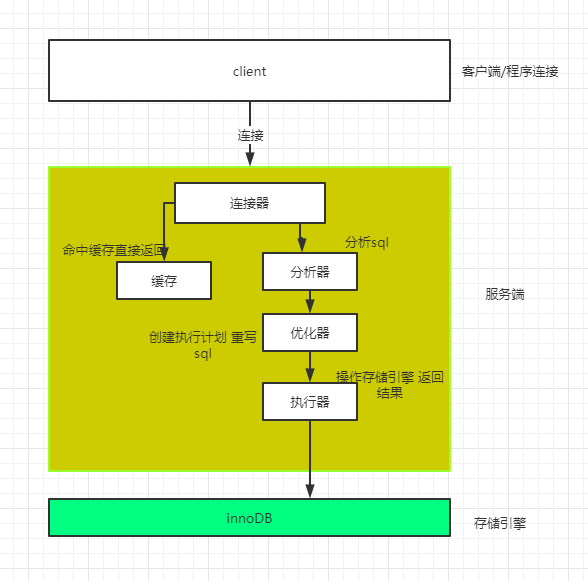 client
客户端/程序连接
连接
连接器
分析sql
命中缓存直接返回
分析器
缓存
服务端
优化器
创建执行计划 重写
sql
操作存储引擎 返回
结果
执行器
innoDB
存储引擎